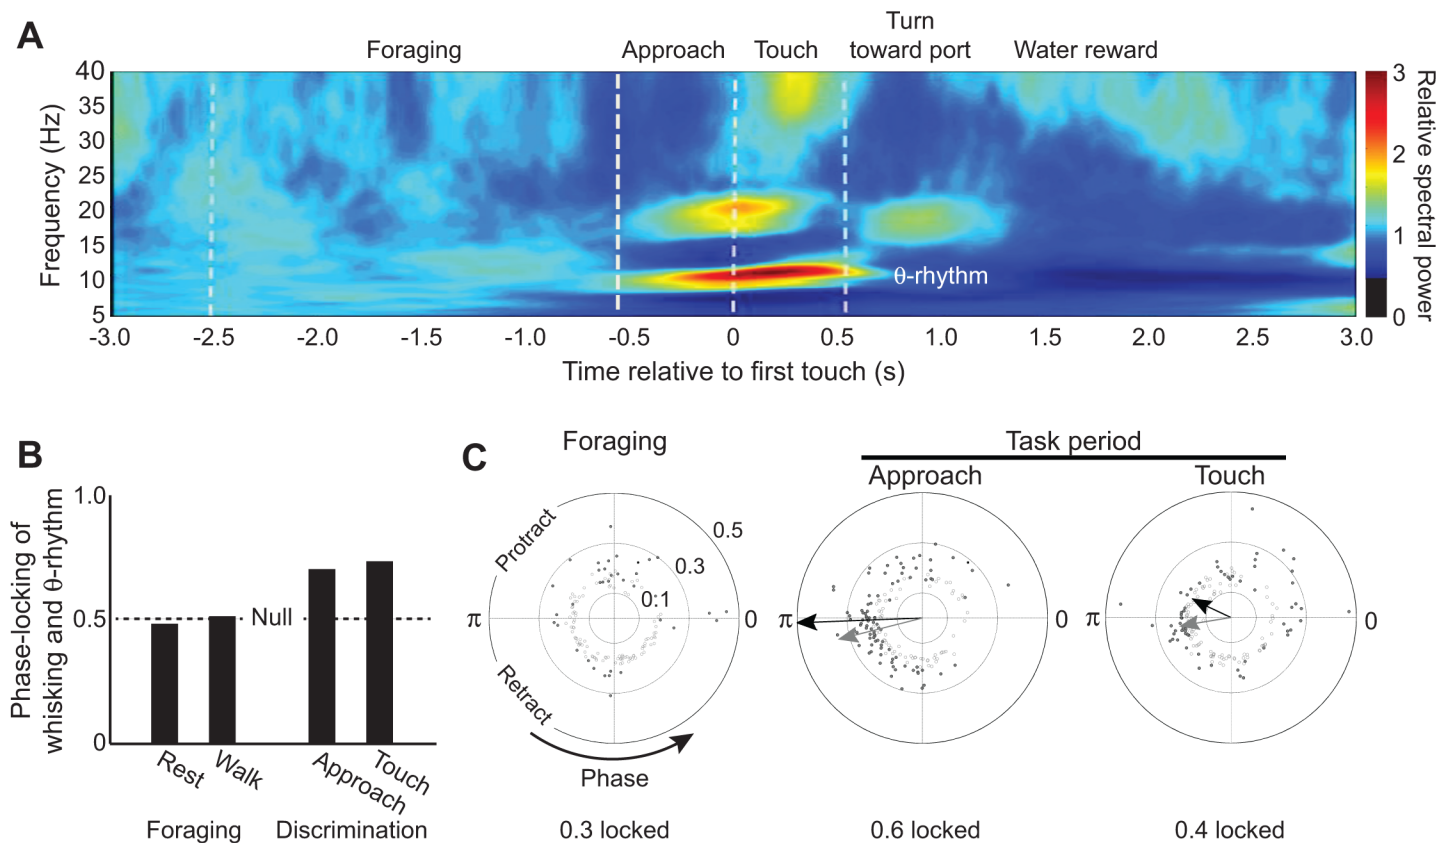 A
Foraging
Approach
Touch
Turn
toward port
Water reward
Frequency (Hz)
40
35
30
25
20
15
10
5
θ-rhythm
-3.0
-2.5
-2.0
-1.5
-1.0
-0.5
0
0.5
1.0
1.5
2.0
2.5
3.0
Time relative to first touch (s)
3
2
1
0
Relative spectral power
B
Phase-locking of
whisking and θ-rhythm
1.0
0.5
0
Null
Rest
Walk
Approach
Touch
Foraging
Discrimination
C
Foraging
Task period
Approach
Touch
Protract
Retract
π
0.5
0.3
0:1
0
π
0
π
0
Phase
0.3 locked
0.6 locked
0.4 locked